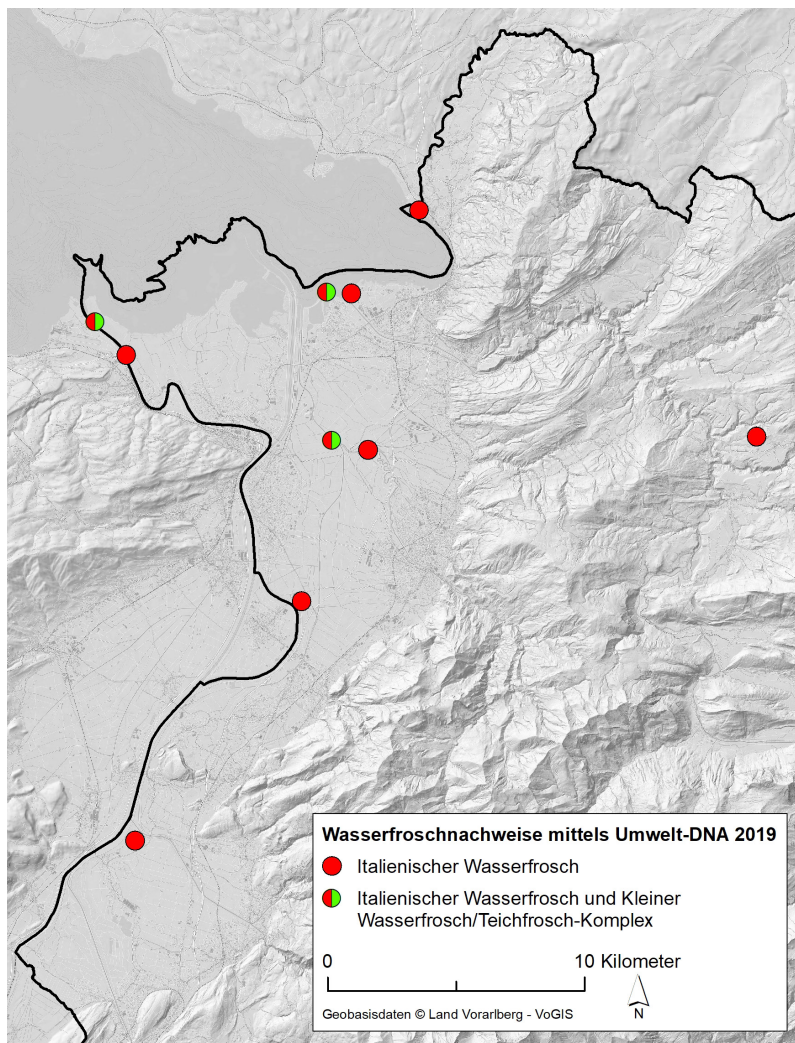 Wasserfroschnachweise mittels Umwelt-DNA 2019
Italienischer Wasserfrosch
Italienischer Wasserfrosch und Kleiner
Wasserfrosch/Teichfrosch-Komplex
0 10 Kilometer
Geobasisdaten © Land Vorarlberg - VoGIS
N